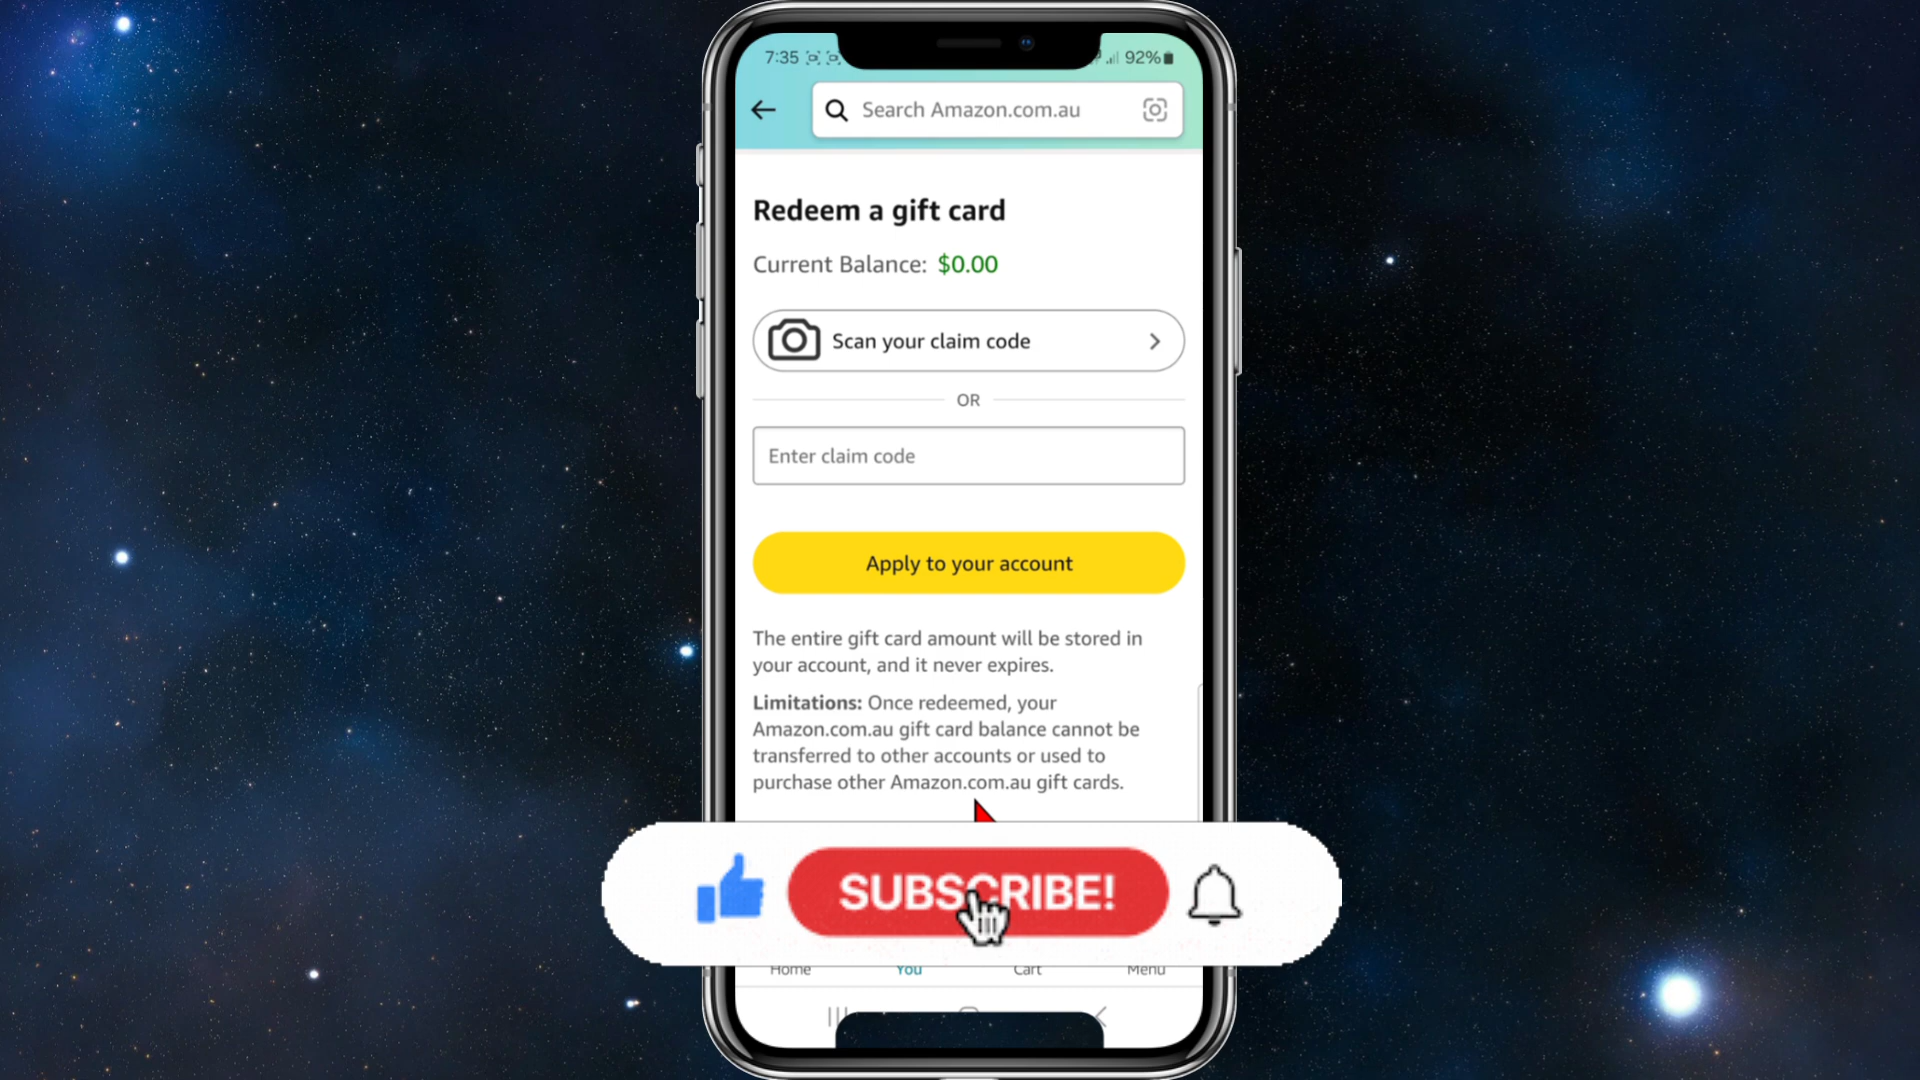 7:35
92%
Search Amazon.com.au
Redeem a gift card
Current Balance: $0.00
Scan your claim code
OR
Enter claim code
Apply to your account
The entire gift card amount will be stored in
your account, and it never expires.
Limitations: Once redeemed, your
Amazon.com.au gift card balance cannot be
transferred to other accounts or used to
purchase other Amazon.com.au gift cards.
SUBSCRIBE!
Home
You
Cart
Menu